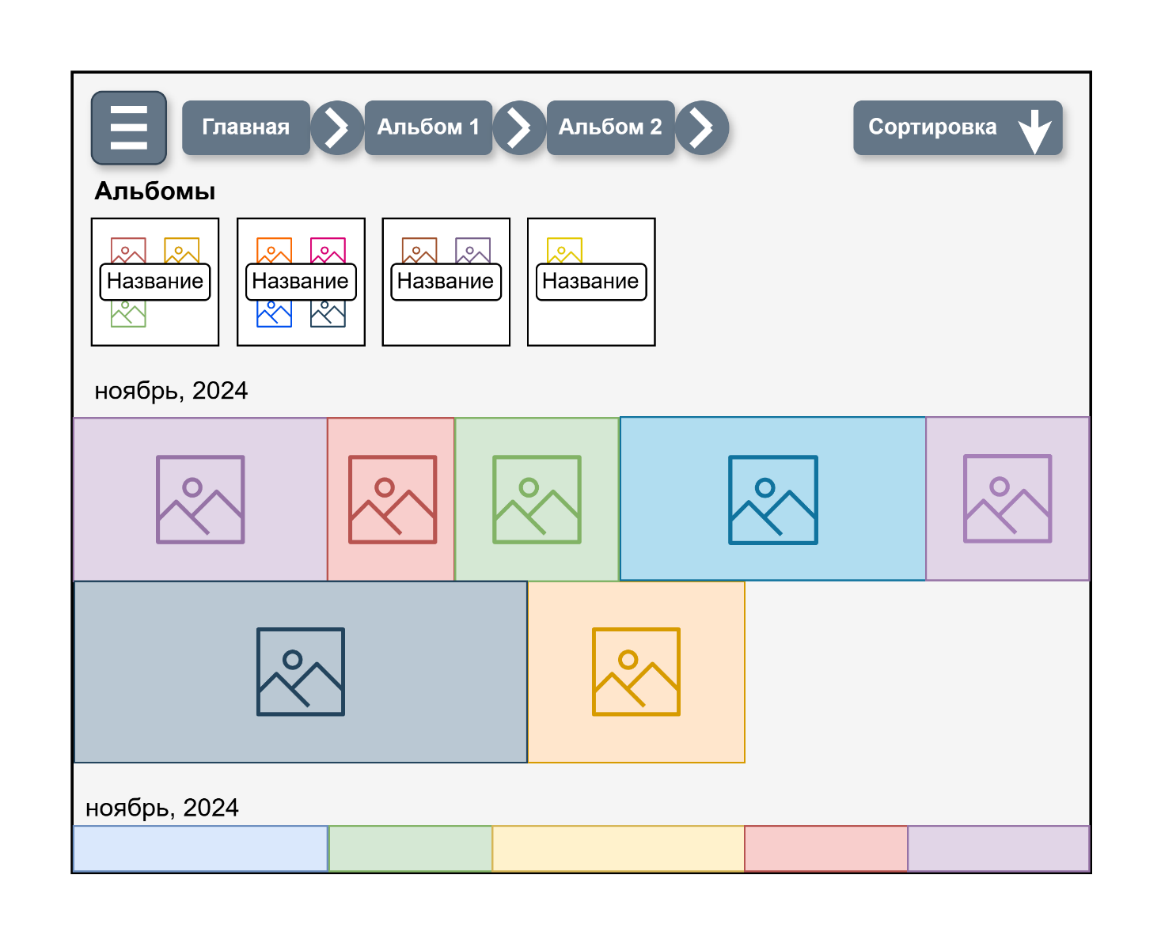 Главная Альбом 1 Альбом 2 Сортировка
Альбомы
Название Название Название Название
ноябрь, 2024
ноябрь, 2024